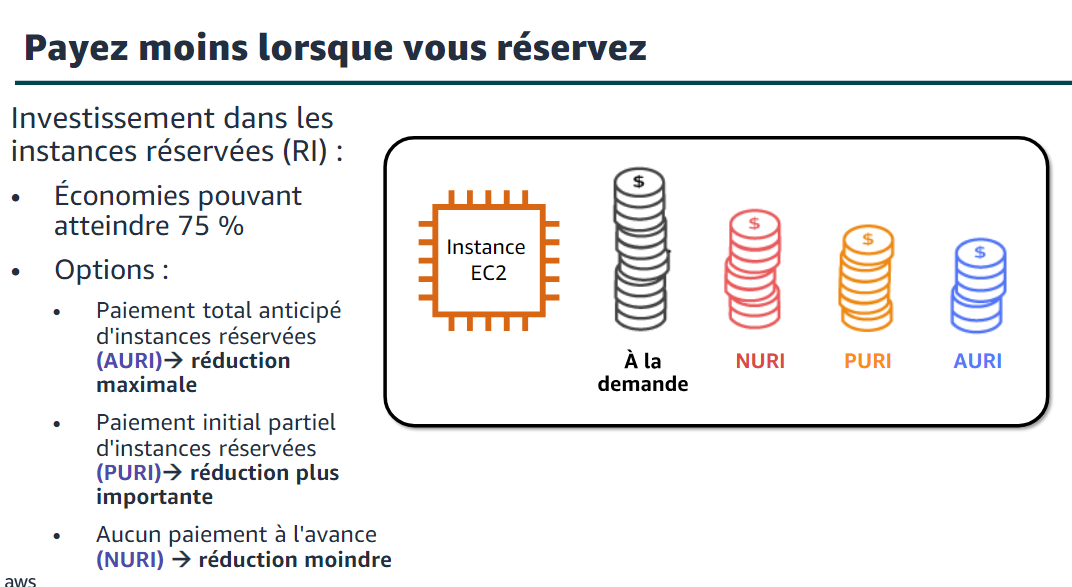 Payez moins lorsque vous réservez
Investissement dans les
instances réservées (RI) :
• Économies pouvant
atteindre 75 %
• Options :
• Paiement total anticipé
d'instances réservées
(AURI)→ réduction
maximale
• Paiement initial partiel
d'instances réservées
(PURI)→ réduction plus
importante
• Aucun paiement à l'avance
(NURI) → réduction moindre
Instance
EC2
$
$
$
$
À la
demande
NURI
PURI
AURI
aws